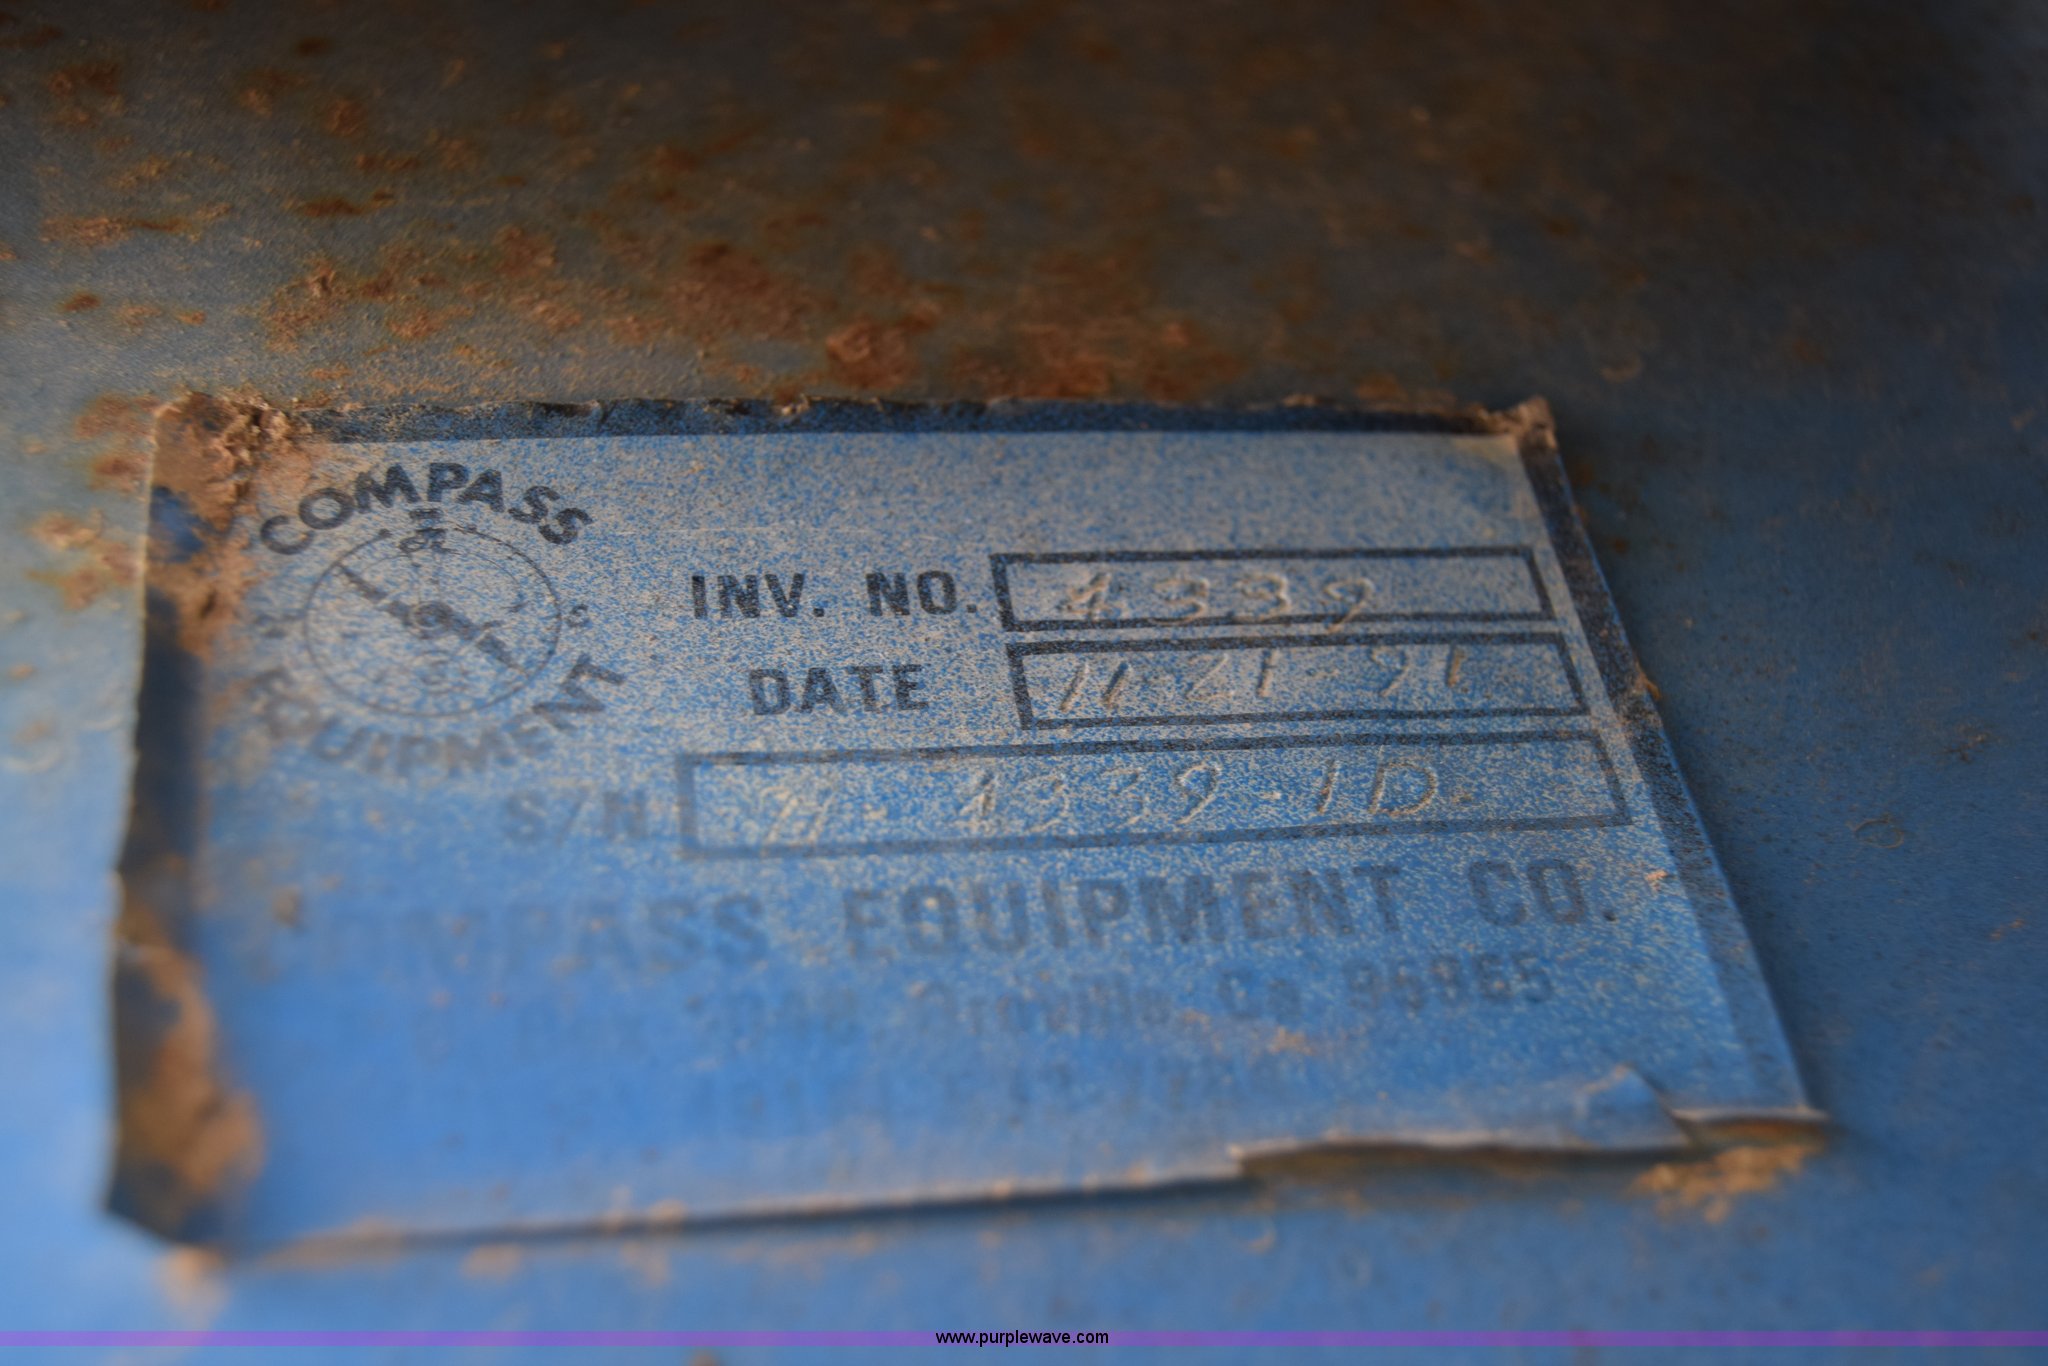 COMPASS
EQUIPMENT
INV. NO. 4339
DATE 11-21-91
S/N 4339-1D
COMPASS EQUIPMENT CO.
Oroville, Ca 95965
www.purplewave.com